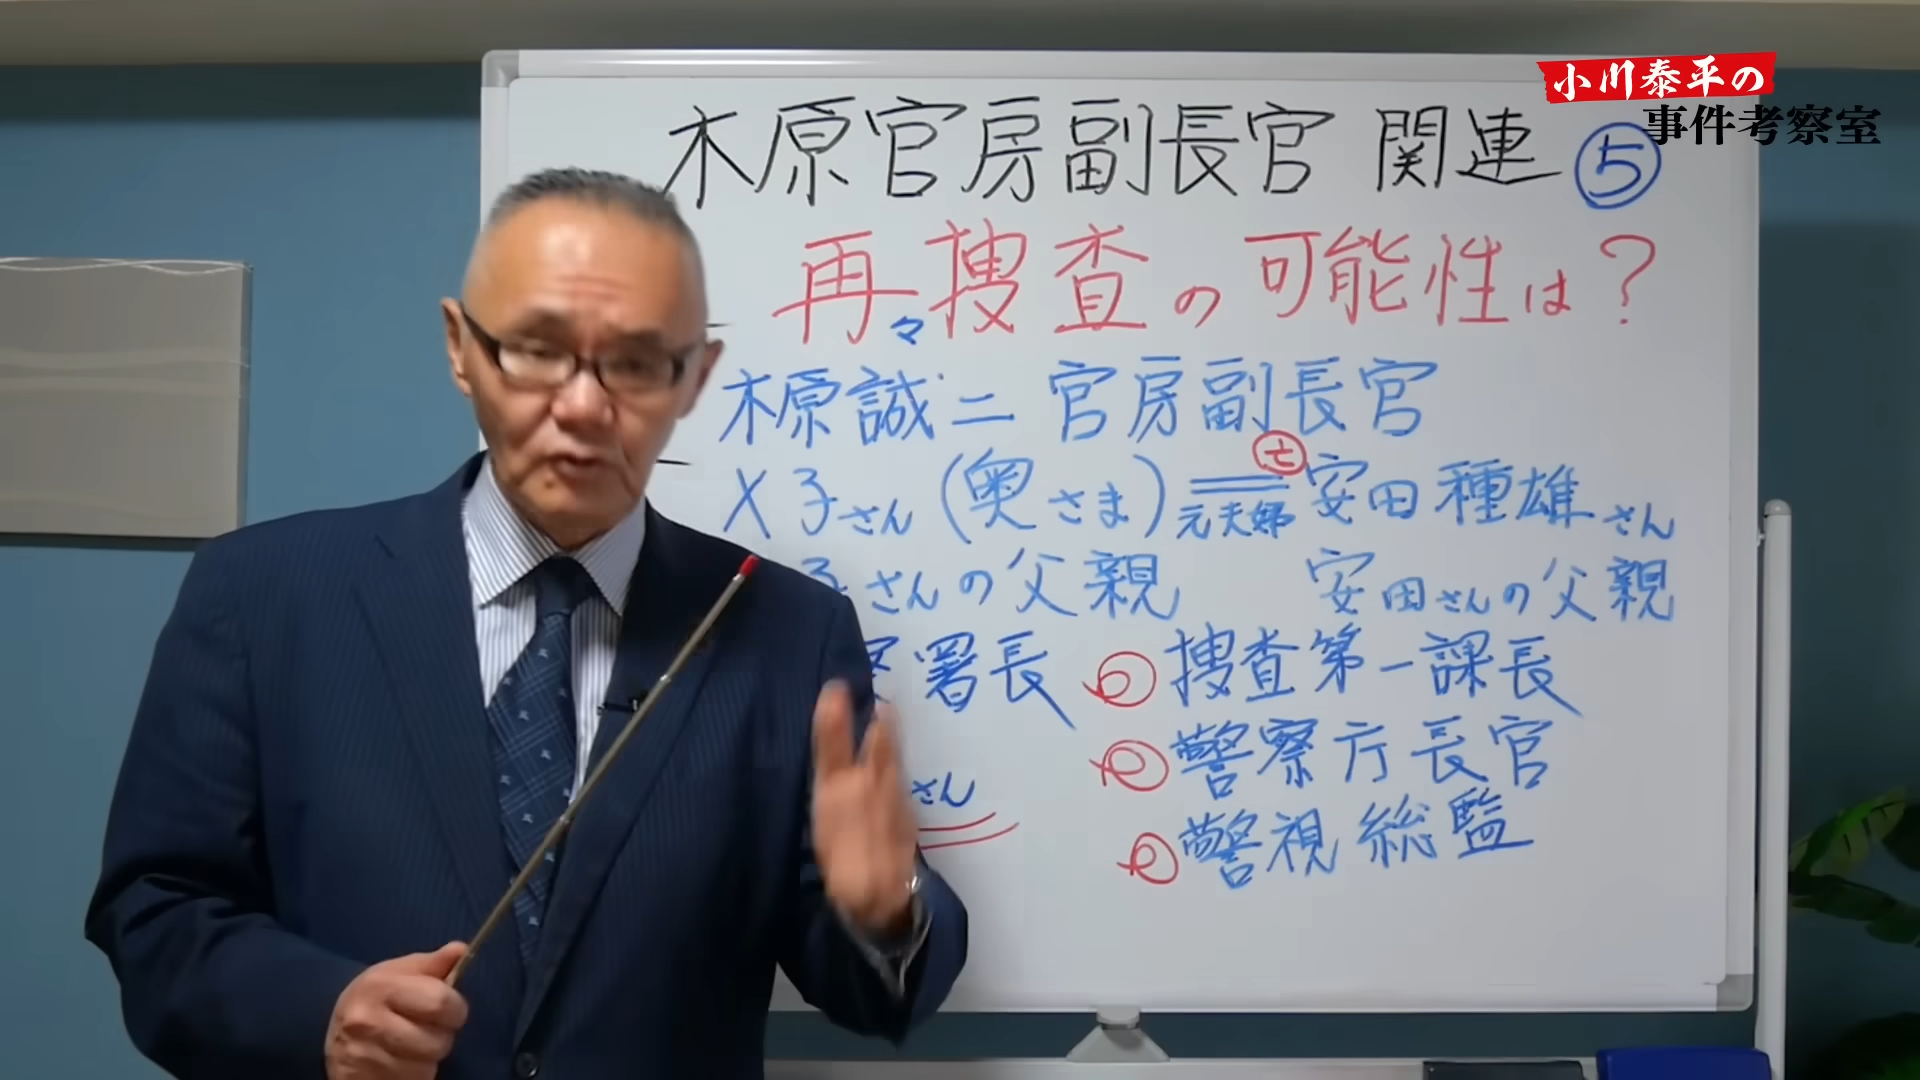 小川泰平の
事件考察室
木原官房副長官 関連 ⑤
再捜査の可能性は?
々
木原誠二 官房副長官
X子さん(奥さま) 元夫婦 亡 安田種雄さん
子さんの父親 安田さんの父親
署長 捜査第一課長
警察庁長官
さん
警視総監